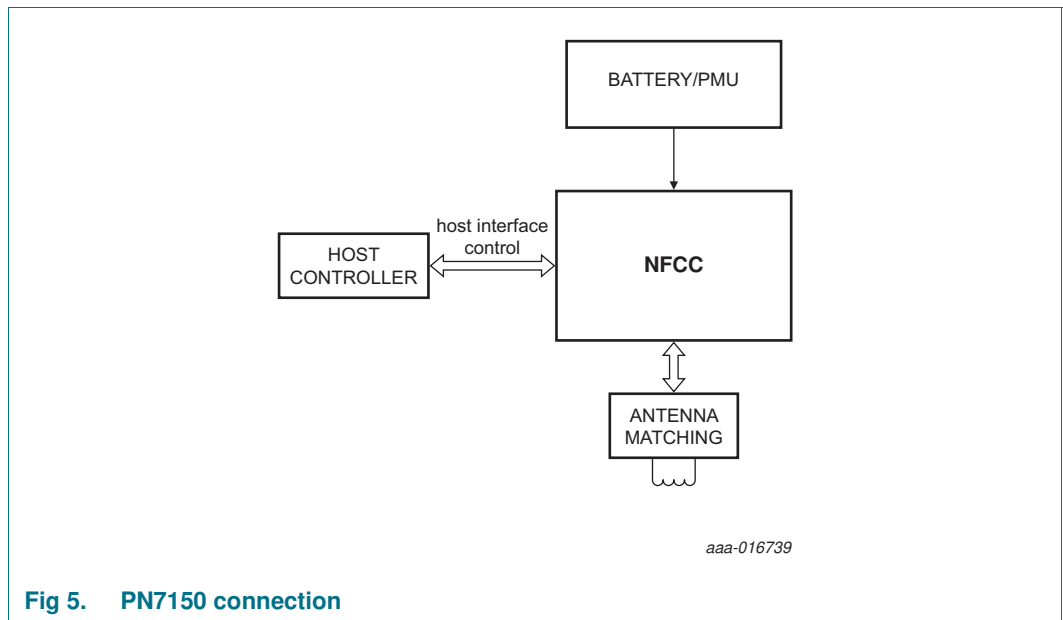 BATTERY/PMU
host interface
control
HOST
CONTROLLER
NFCC
ANTENNA
MATCHING
aaa-016739
Fig 5. PN7150 connection